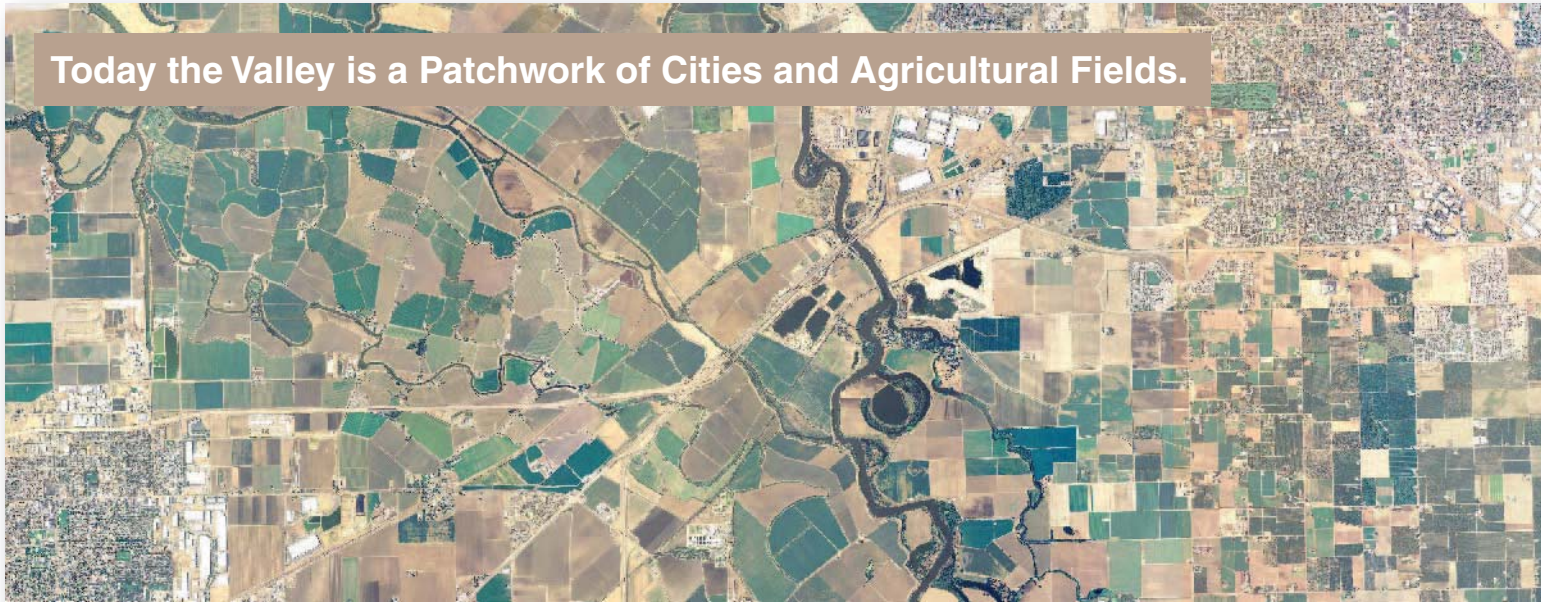 Today the Valley is a Patchwork of Cities and Agricultural Fields.